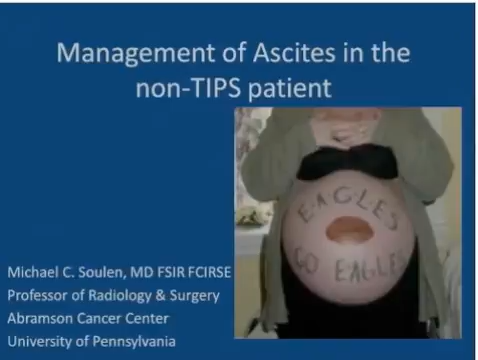 Management of Ascites in the
non-TIPS patient
EAGLES
GO EAGLES
Michael C. Soulen, MD FSIR FCIRSE
Professor of Radiology & Surgery
Abramson Cancer Center
University of Pennsylvania